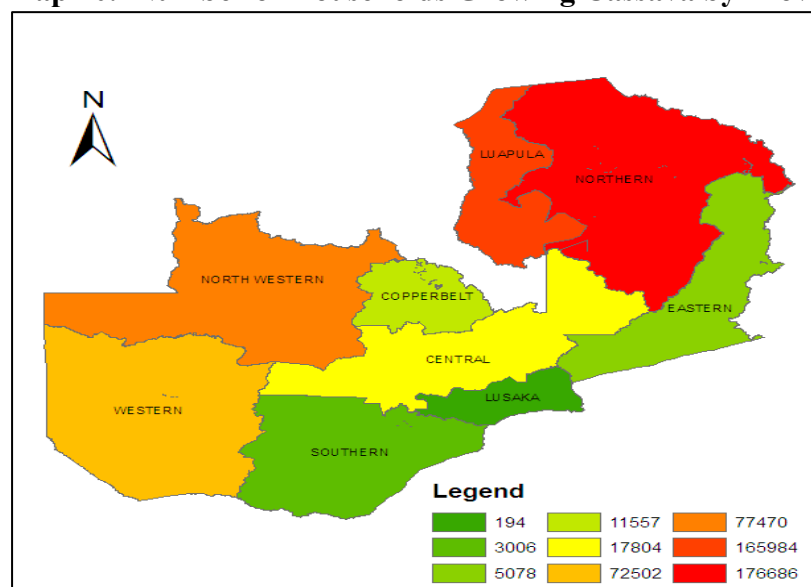 N
LUAPULA
NORTHERN
NORTH WESTERN
COPPERBELT
EASTERN
CENTRAL
LUSAKA
WESTERN
SOUTHERN
Legend
194 11557 77470
3006 17804 165984
5078 72502 176686